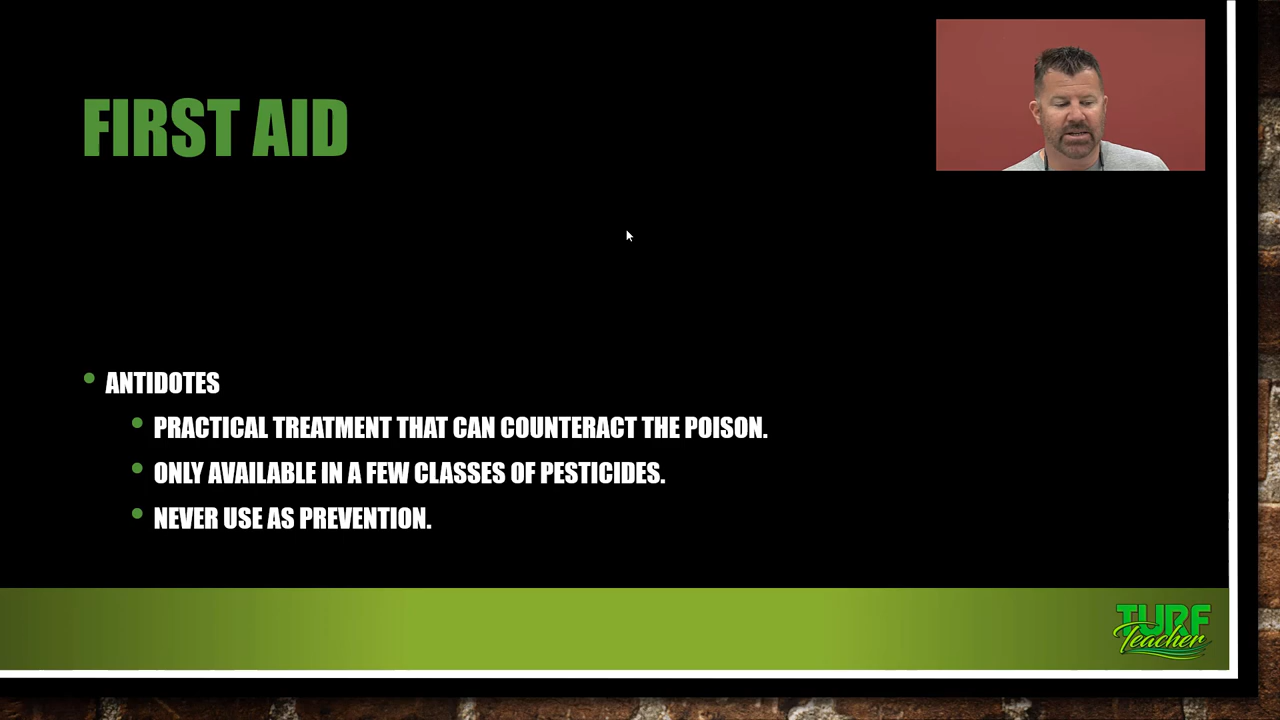 FIRST AID
ANTIDOTES
PRACTICAL TREATMENT THAT CAN COUNTERACT THE POISON.
ONLY AVAILABLE IN A FEW CLASSES OF PESTICIDES.
NEVER USE AS PREVENTION.
TURF
Teacher